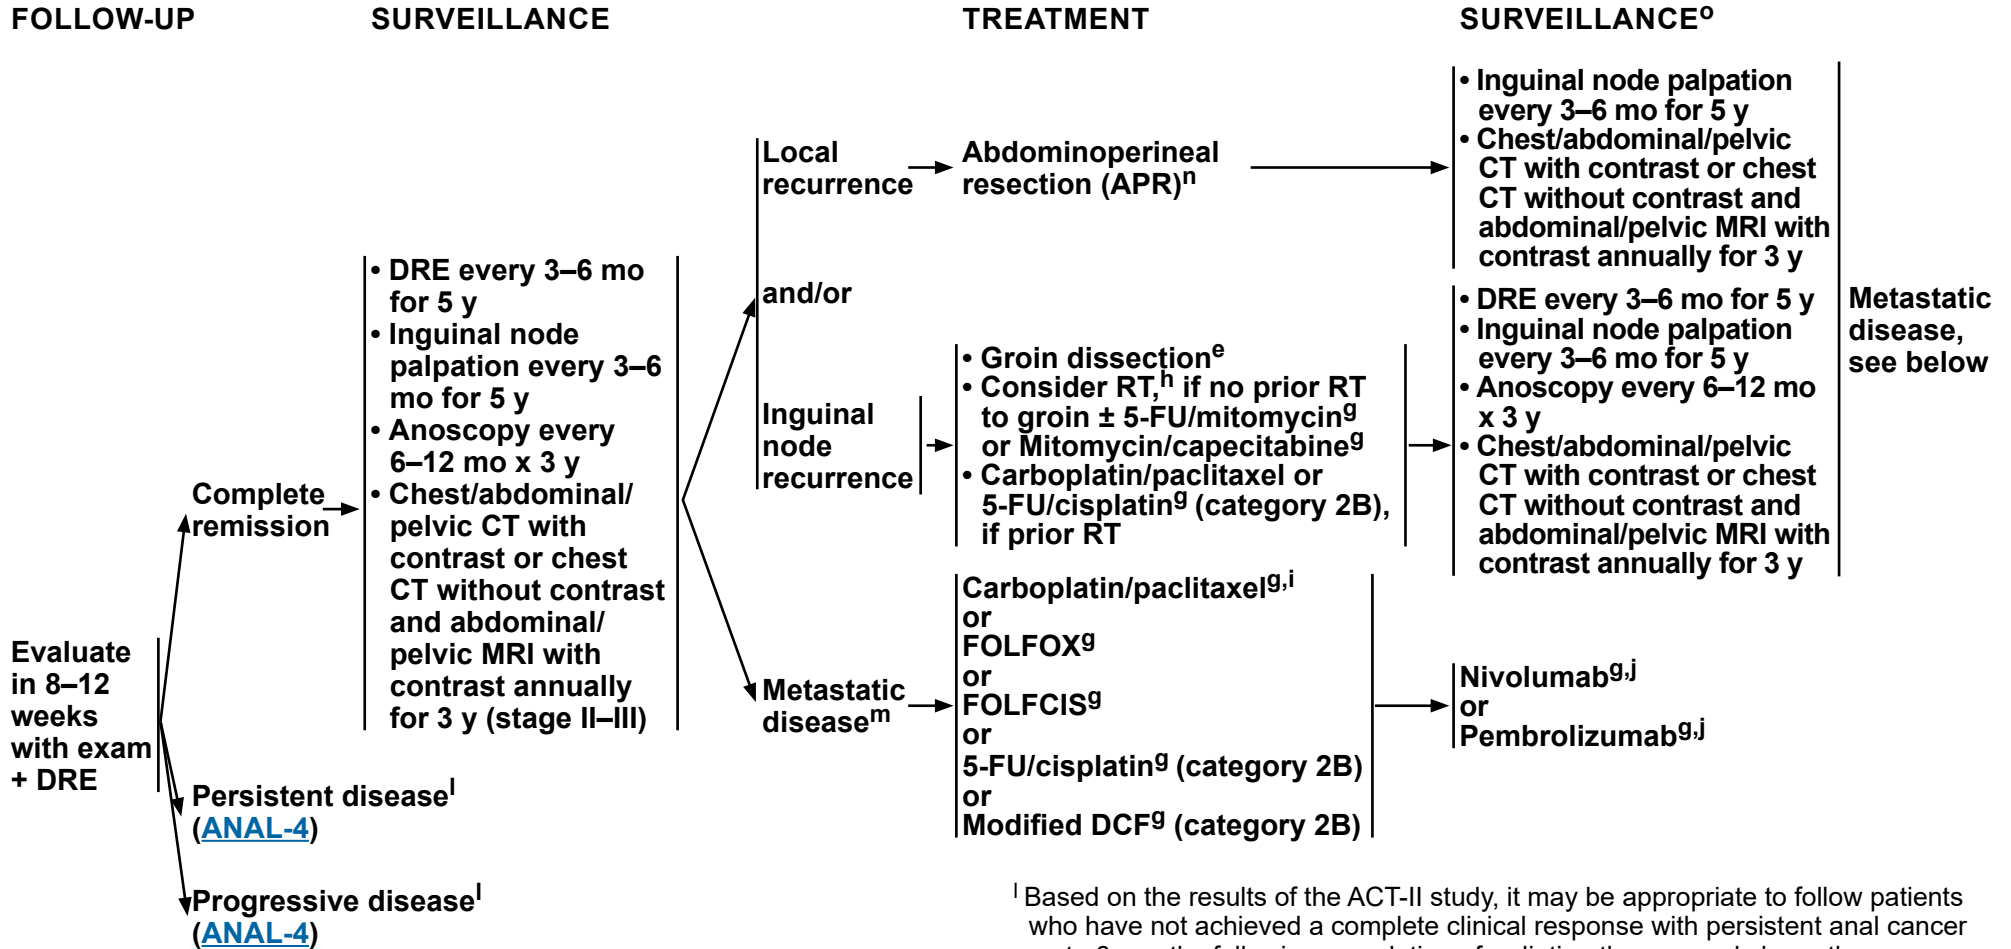 FOLLOW-UP
SURVEILLANCE
TREATMENT
SURVEILLANCEᵒ
Evaluate
in 8–12
weeks
with exam
+ DRE
Complete
remission
Persistent diseaseˡ
(ANAL-4)
Progressive diseaseˡ
(ANAL-4)
• DRE every 3–6 mo
for 5 y
• Inguinal node
palpation every 3–6
mo for 5 y
• Anoscopy every
6–12 mo x 3 y
• Chest/abdominal/
pelvic CT with
contrast or chest
CT without contrast
and abdominal/
pelvic MRI with
contrast annually
for 3 y (stage II–III)
Local
recurrence
and/or
Inguinal
node
recurrence
Metastatic
diseaseᵐ
Abdominoperineal
resection (APR)ⁿ
• Groin dissectionᵉ
• Consider RT,ʰ if no prior RT
to groin ± 5-FU/mitomycinᵍ
or Mitomycin/capecitabineᵍ
• Carboplatin/paclitaxel or
5-FU/cisplatinᵍ (category 2B),
if prior RT
Carboplatin/paclitaxelᵍ,ⁱ
or
FOLFOXᵍ
or
FOLFCISᵍ
or
5-FU/cisplatinᵍ (category 2B)
or
Modified DCFᵍ (category 2B)
• Inguinal node palpation
every 3–6 mo for 5 y
• Chest/abdominal/pelvic
CT with contrast or chest
CT without contrast and
abdominal/pelvic MRI with
contrast annually for 3 y
• DRE every 3–6 mo for 5 y
• Inguinal node palpation
every 3–6 mo for 5 y
• Anoscopy every 6–12 mo
x 3 y
• Chest/abdominal/pelvic
CT with contrast or chest
CT without contrast and
abdominal/pelvic MRI with
contrast annually for 3 y
Metastatic
disease,
see below
Nivolumabᵍ,ʲ
or
Pembrolizumabᵍ,ʲ
ˡ Based on the results of the ACT-II study, it may be appropriate to follow patients
who have not achieved a complete clinical response with persistent anal cancer